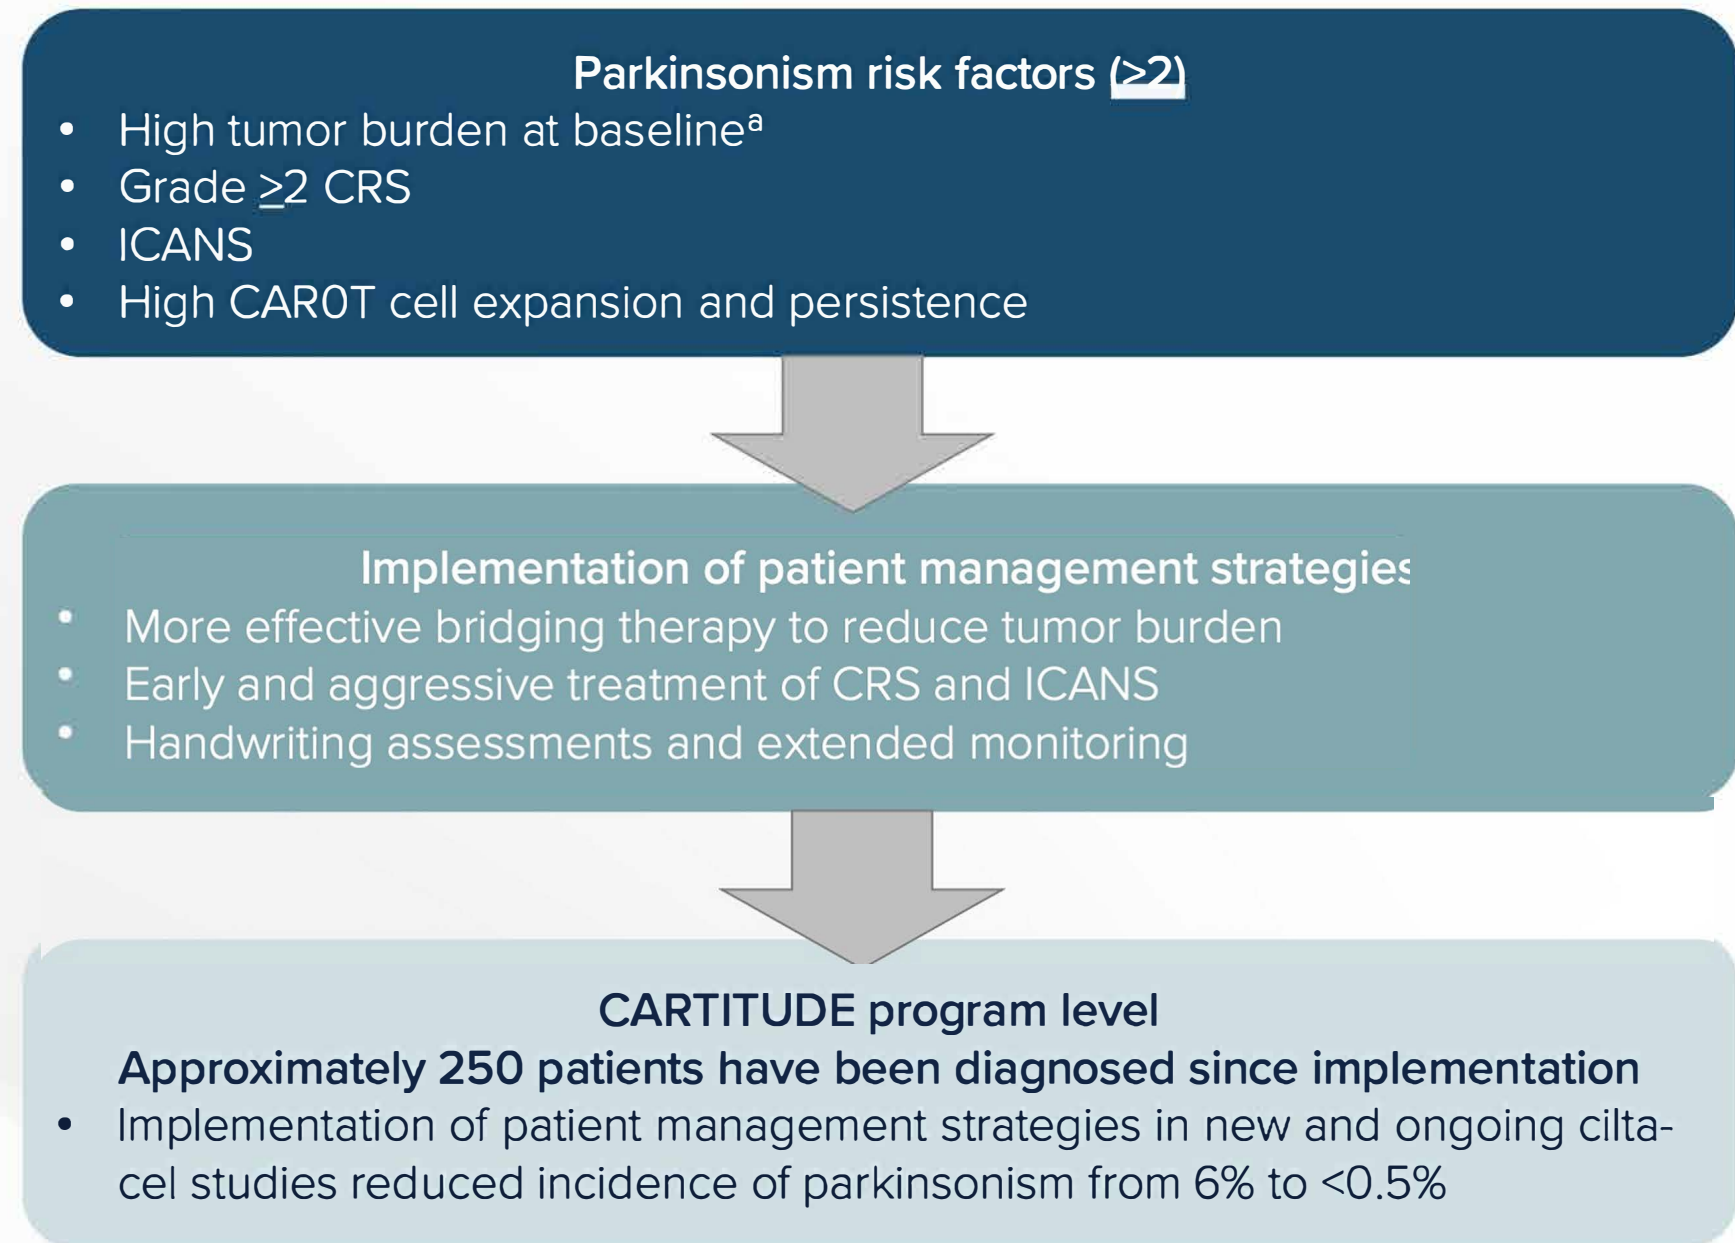 Parkinsonism risk factors (≥2)
• High tumor burden at baselineᵃ
• Grade ≥2 CRS
• ICANS
• High CAR0T cell expansion and persistence
Implementation of patient management strategies
• More effective bridging therapy to reduce tumor burden
• Early and aggressive treatment of CRS and ICANS
• Handwriting assessments and extended monitoring
CARTITUDE program level
Approximately 250 patients have been diagnosed since implementation
• Implementation of patient management strategies in new and ongoing cilta-
cel studies reduced incidence of parkinsonism from 6% to <0.5%